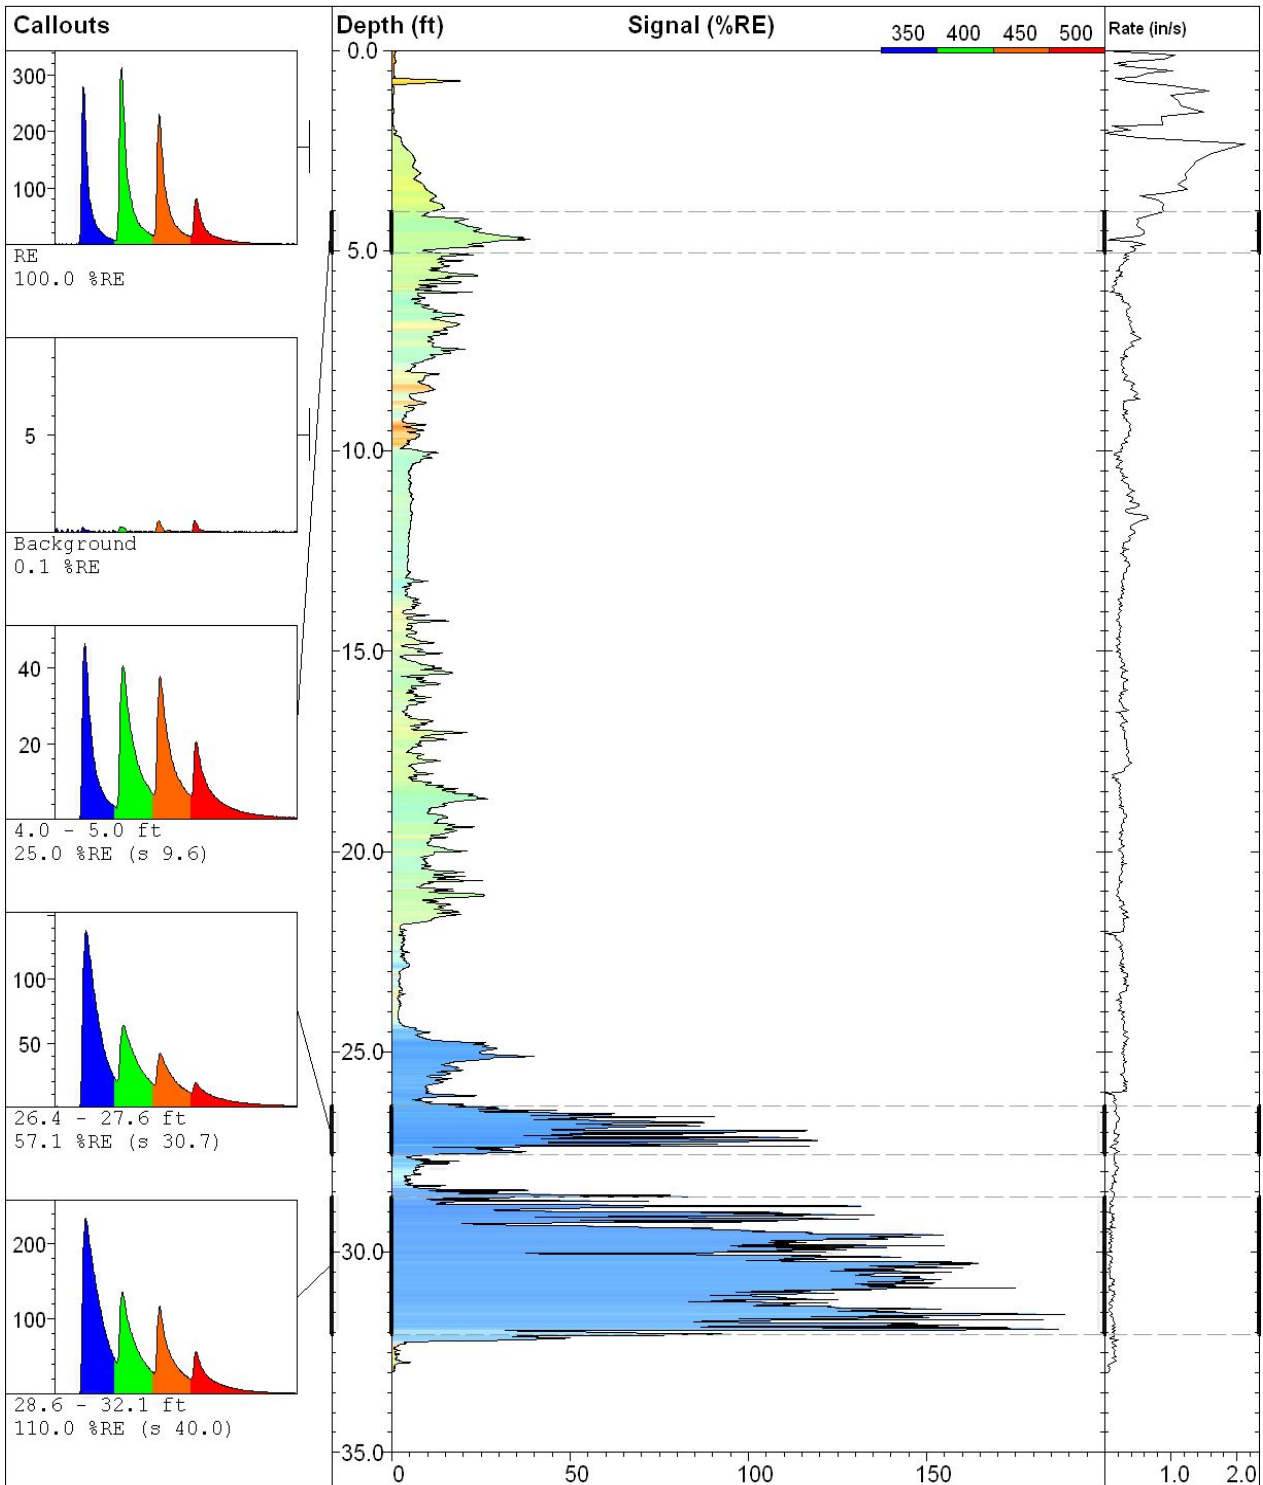 Callouts
Depth (ft)
Signal (%RE)
350 400 450 500
Rate (in/s)
300
200
100
RE
100.0 %RE
5
Background
0.1 %RE
40
20
4.0 - 5.0 ft
25.0 %RE (s 9.6)
100
50
26.4 - 27.6 ft
57.1 %RE (s 30.7)
200
100
28.6 - 32.1 ft
110.0 %RE (s 40.0)
0.0
5.0
10.0
15.0
20.0
25.0
30.0
35.0
0 50 100 150
1.0 2.0